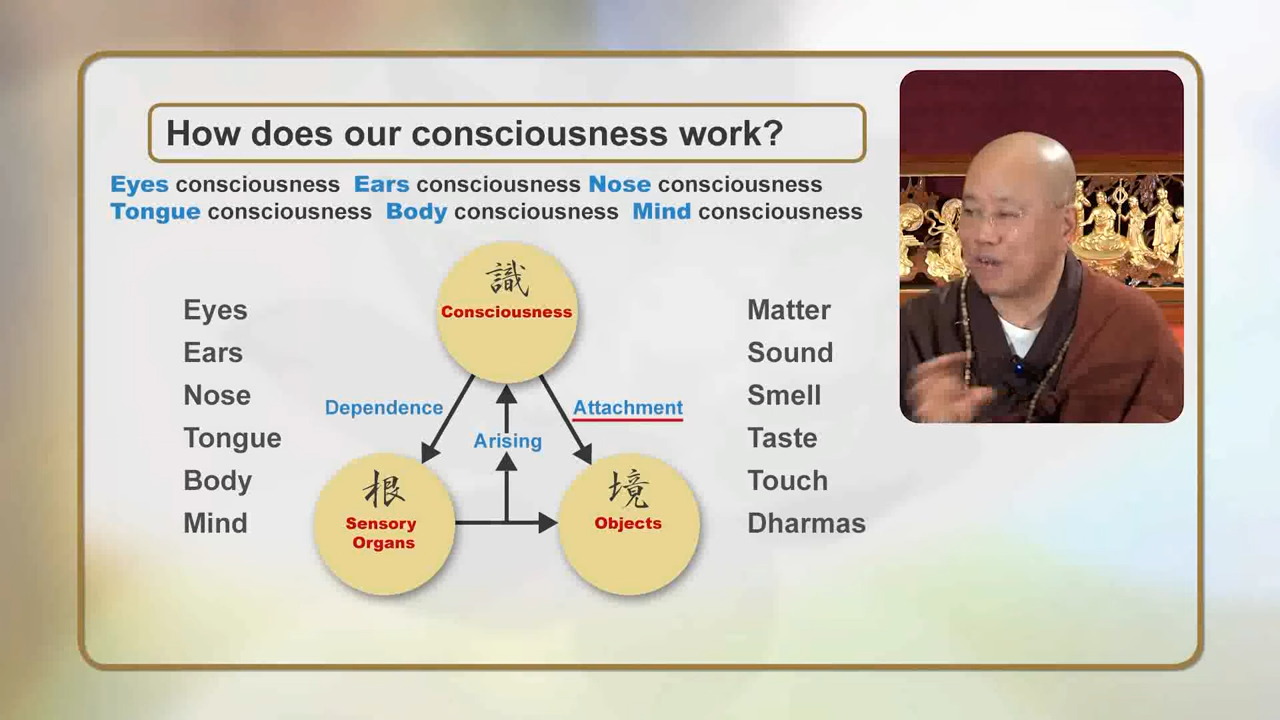 How does our consciousness work?
Eyes consciousness Ears consciousness Nose consciousness
Tongue consciousness Body consciousness Mind consciousness
識
Consciousness
Eyes
Ears
Nose
Tongue
Body
Mind
Dependence
Arising
Attachment
根
Sensory
Organs
境
Objects
Matter
Sound
Smell
Taste
Touch
Dharmas